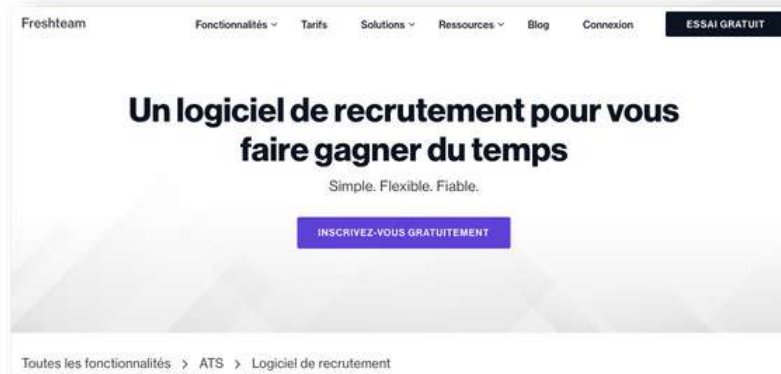 Freshteam Fonctionnalités Tarifs Solutions Ressources Blog Connexion ESSAI GRATUIT
Un logiciel de recrutement pour vous
faire gagner du temps
Simple. Flexible. Fiable.
INSCRIVEZ-VOUS GRATUITEMENT
Toutes les fonctionnalités > ATS > Logiciel de recrutement